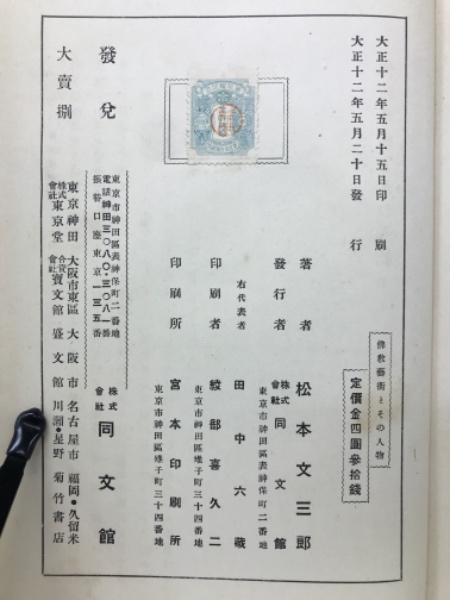 大正十二年五月十五日印刷
大正十二年五月二十日發行
佛教藝術とその人物
定價金四圓參拾錢
著者 松本文三郎
發行者 株式會社 同文館
東京市神田區表神保町二番地
右代表者 田中六藏
印刷者 綾部喜久二
東京市神田區雉子町三十四番地
印刷所 宮本印刷所
東京市神田區雉子町三十四番地
發兌
東京市神田區表神保町二番地
電話神田三〇八〇・三〇八一番
振替口座東京一三五番
株式會社 同文館
大賣捌
東京神田 大阪市東區 大阪市 名古屋市 福岡・久留米
株式會社 東京堂 合資會社 寶文館 盛文館 川瀨・星野 菊竹書店